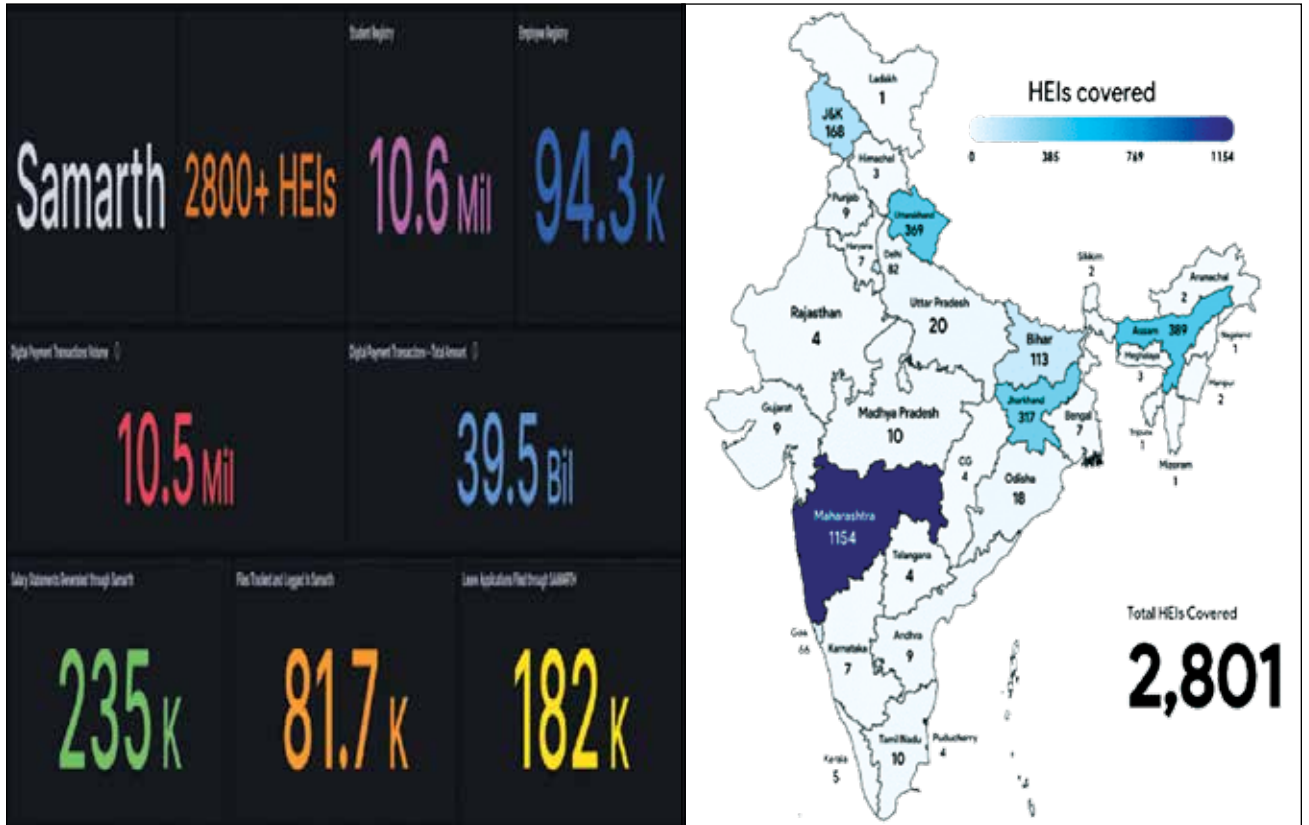 Student Registry
Employee Registry
Samarth
2800+ HEIs
10.6 Mil
94.3 K
Digital Payment Transactions Volume
Digital Payment Transactions - Total Amount
10.5 Mil
39.5 Bil
Salary Statements Generated through Samarth
Files Tracked and Logged in Samarth
Leave Applications Filed through SAMARTH
235 K
81.7 K
182 K
HEIs covered
0
385
769
1154
Ladakh
1
J&K
168
Himachal
3
Punjab
9
Uttarakhand
369
Haryana
7
Delhi
82
Rajasthan
4
Uttar Pradesh
20
Bihar
113
Sikkim
2
Arunachal
2
Assam
389
Nagaland
1
Meghalaya
3
Manipur
2
Tripura
1
Mizoram
1
Jharkhand
317
Bengal
7
Gujarat
9
Madhya Pradesh
10
CG
4
Odisha
18
Maharashtra
1154
Telangana
4
Goa
66
Karnataka
7
Andhra
9
Tamil Nadu
10
Puducherry
4
Kerala
5
Total HEIs Covered
2,801